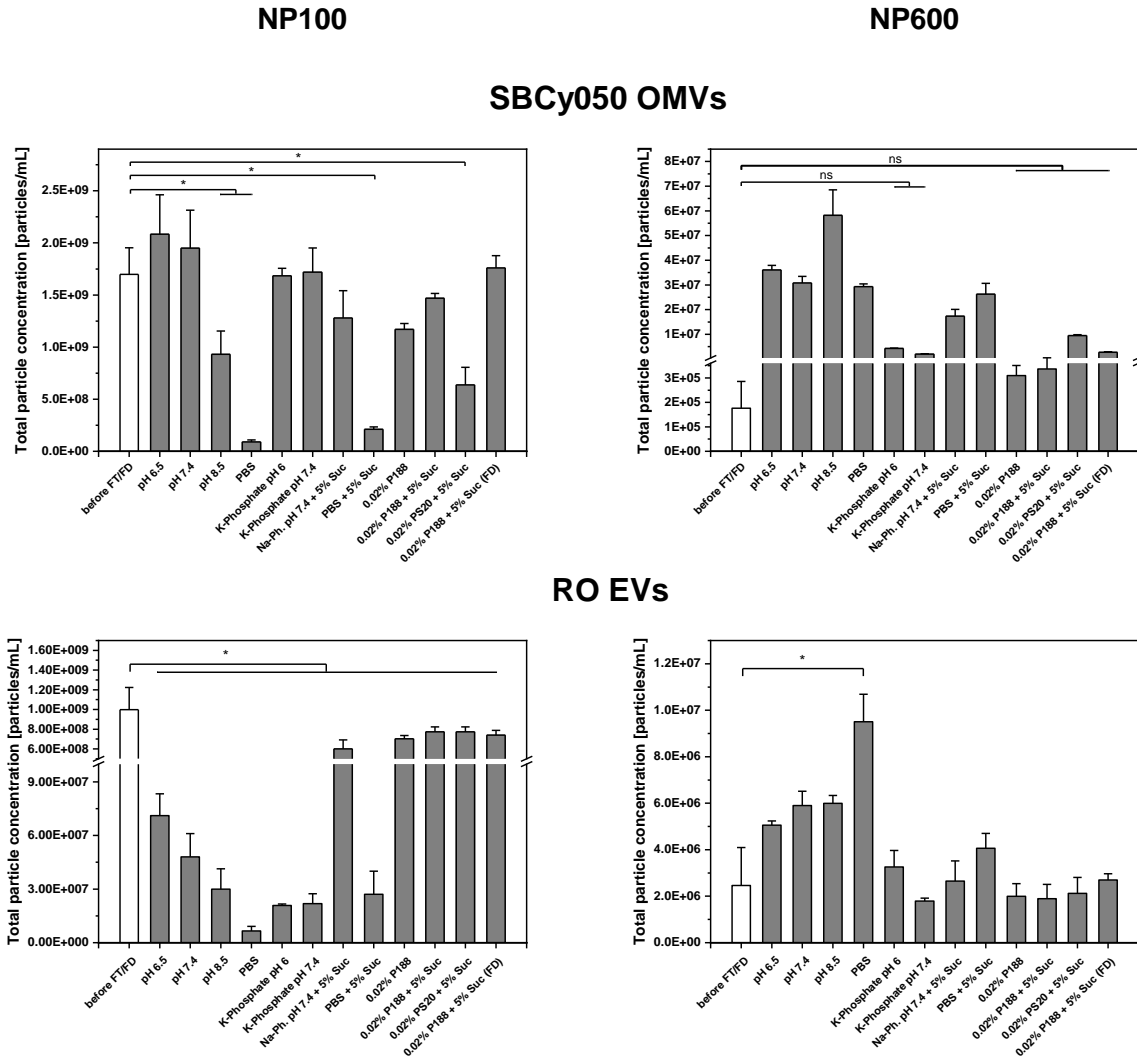 NP100
NP600
SBCy050 OMVs
Total particle concentration [particles/mL]
2.5E+09
2.0E+09
1.5E+09
1.0E+09
5.0E+08
0.0E+00
*
*
*
before FT/FD
pH 6.5
pH 7.4
pH 8.5
PBS
K-Phosphate pH 6
K-Phosphate pH 7.4
Na-Ph. pH 7.4 + 5% Suc
PBS + 5% Suc
0.02% P188
0.02% P188 + 5% Suc
0.02% PS20 + 5% Suc
0.02% P188 + 5% Suc (FD)
Total particle concentration [particles/mL]
8E+07
7E+07
6E+07
5E+07
4E+07
3E+07
2E+07
1E+07
3E+05
2E+05
1E+05
0E+00
ns
ns
before FT/FD
pH 6.5
pH 7.4
pH 8.5
PBS
K-Phosphate pH 6
K-Phosphate pH 7.4
Na-Ph. pH 7.4 + 5% Suc
PBS + 5% Suc
0.02% P188
0.02% P188 + 5% Suc
0.02% PS20 + 5% Suc
0.02% P188 + 5% Suc (FD)
RO EVs
Total particle concentration [particles/mL]
1.60E+009
1.40E+009
1.20E+009
1.00E+009
8.00E+008
6.00E+008
9.00E+007
6.00E+007
3.00E+007
0.00E+000
*
before FT/FD
pH 6.5
pH 7.4
pH 8.5
PBS
K-Phosphate pH 6
K-Phosphate pH 7.4
Na-Ph. pH 7.4 + 5% Suc
PBS + 5% Suc
0.02% P188
0.02% P188 + 5% Suc
0.02% PS20 + 5% Suc
0.02% P188 + 5% Suc (FD)
Total particle concentration [particles/mL]
1.2E+07
1.0E+07
8.0E+06
6.0E+06
4.0E+06
2.0E+06
0.0E+00
*
before FT/FD
pH 6.5
pH 7.4
pH 8.5
PBS
K-Phosphate pH 6
K-Phosphate pH 7.4
Na-Ph. pH 7.4 + 5% Suc
PBS + 5% Suc
0.02% P188
0.02% P188 + 5% Suc
0.02% PS20 + 5% Suc
0.02% P188 + 5% Suc (FD)